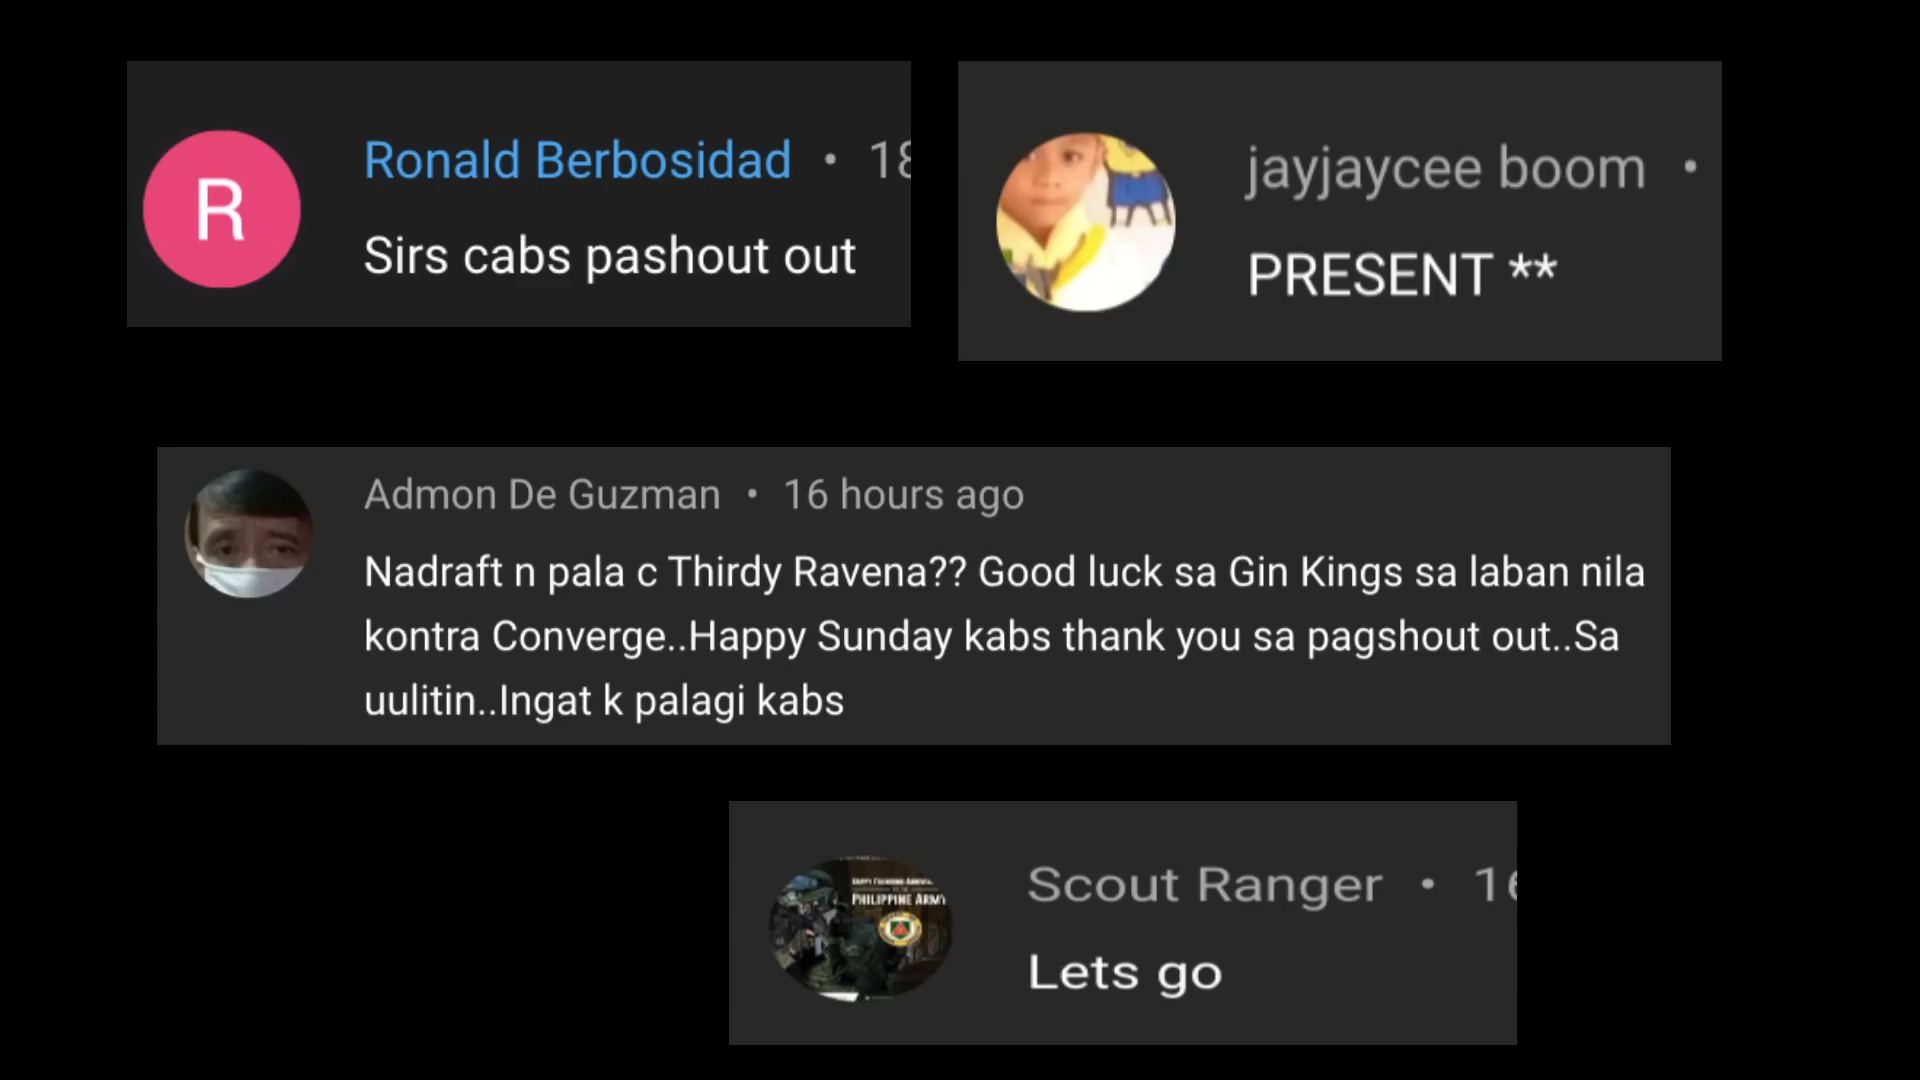 Ronald Berbosidad • 18
Sirs cabs pashout out
R
jayjaycee boom •
PRESENT **
Admon De Guzman • 16 hours ago
Nadraft n pala c Thirdy Ravena?? Good luck sa Gin Kings sa laban nila
kontra Converge..Happy Sunday kabs thank you sa pagshout out..Sa
uulitin..Ingat k palagi kabs
Scout Ranger • 16
Lets go
PHILIPPINE ARMY